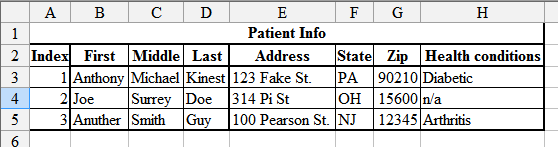 A B C D E F G H
1 Patient Info
2 Index First Middle Last Address State Zip Health conditions
3 1 Anthony Michael Kinest 123 Fake St. PA 90210 Diabetic
4 2 Joe Surrey Doe 314 Pi St OH 15600 n/a
5 3 Anuther Smith Guy 100 Pearson St. NJ 12345 Arthritis
6